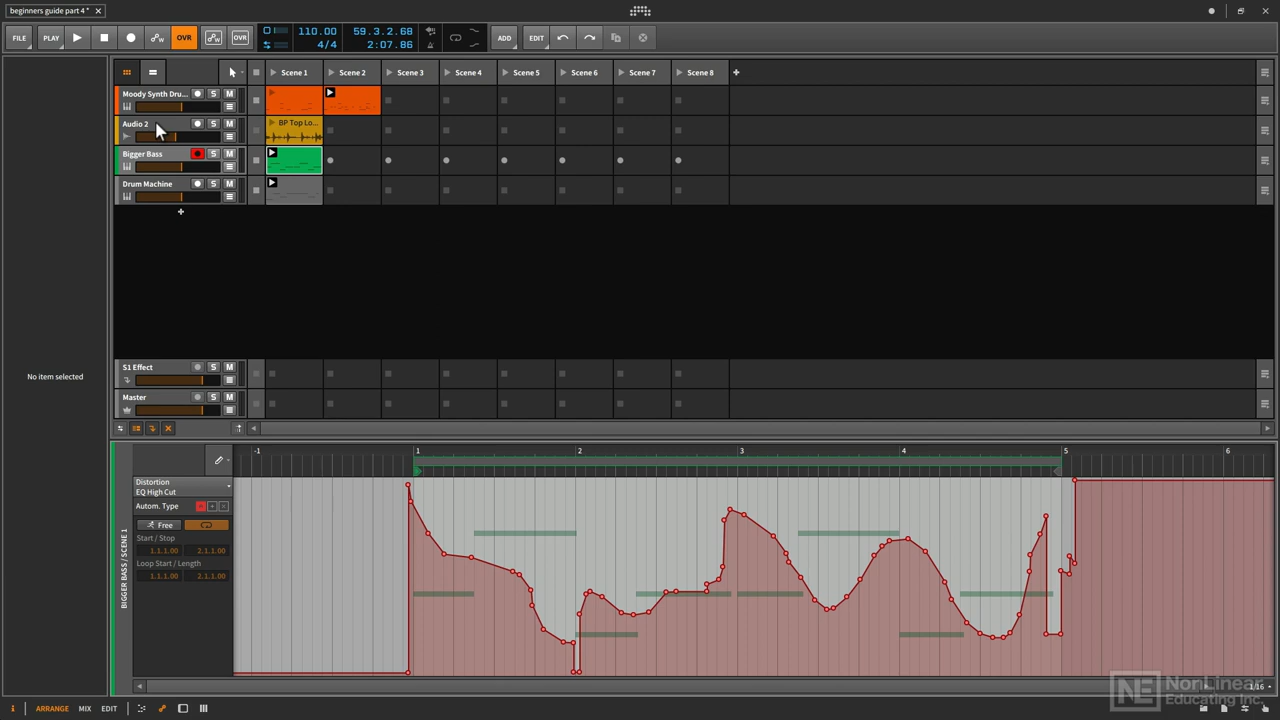 beginners guide part 4 *
FILE PLAY OVR OVR 110.00 4/4 59.3.2.68 2:07.86 ADD EDIT
Scene 1 Scene 2 Scene 3 Scene 4 Scene 5 Scene 6 Scene 7 Scene 8
Moody Synth Dru... S M
Audio 2 S M BP Top Lo...
Bigger Bass S M
Drum Machine S M
No item selected
S1 Effect S M
Master S M
-1 1 2 3 4 5 6
Distortion
EQ High Cut
Autom. Type
Free
Start / Stop
1.1.1.00 2.1.1.00
Loop Start / Length
1.1.1.00 2.1.1.00
BIGGER BASS / SCENE 1
1/16
NE NonLinear
Educating Inc.
ARRANGE MIX EDIT